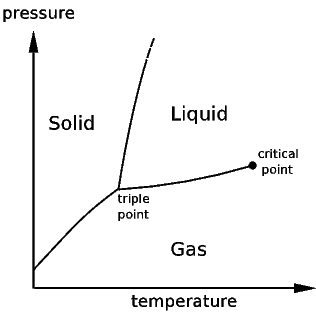 pressure
Solid
Liquid
critical
point
triple
point
Gas
temperature